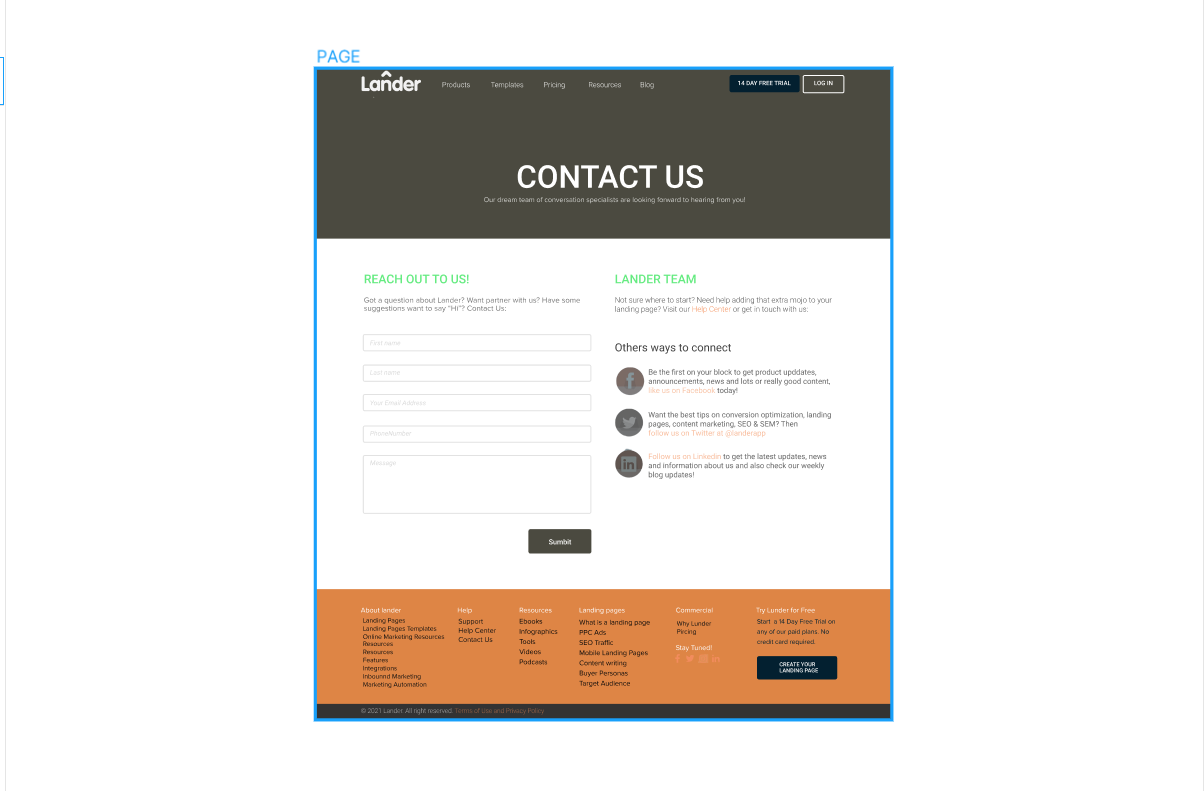 PAGE
Lander
Products Templates Pricing Resources Blog
14 DAY FREE TRIAL LOG IN
CONTACT US
Our dream team of conversation specialists are looking forward to hearing from you!
REACH OUT TO US!
Got a question about Lander? Want partner with us? Have some
suggestions want to say "Hi"? Contact Us:
First name
Last name
Your Email Address
PhoneNumber
Message
Sumbit
LANDER TEAM
Not sure where to start? Need help adding that extra mojo to your
landing page? Visit our Help Center or get in touch with us:
Others ways to connect
Be the first on your block to get product upddates,
announcements, news and lots or really good content,
like us on Facebook today!
Want the best tips on conversion optimization, landing
pages, content marketing, SEO & SEM? Then
follow us on Twitter at @landerapp
Follow us on Linkedin to get the latest updates, news
and information about us and also check our weekly
blog updates!
About lander
Landing Pages
Landing Pages Templates
Online Marketing Resources
Resources
Resources
Features
Integrations
Inbounnd Marketing
Marketing Automation
Help
Support
Help Center
Contact Us
Resources
Ebooks
Infographics
Tools
Videos
Podcasts
Landing pages
What is a landing page
PPC Ads
SEO Traffic
Mobile Landing Pages
Content writing
Buyer Personas
Target Audience
Commercial
Why Lunder
Pircing
Stay Tuned!
Try Lunder for Free
Start a 14 Day Free Trial on
any of our paid plans. No
credit card required.
CREATE YOUR
LANDING PAGE
© 2021 Lander. All right reserved. Terms of Use and Privacy Policy